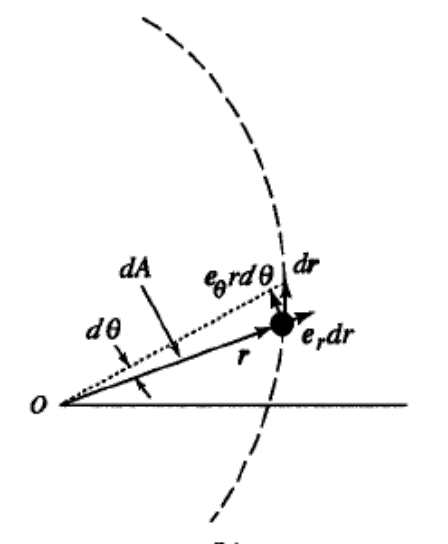 dA
e_θ r dθ
dr
dθ
r
e_r dr
O